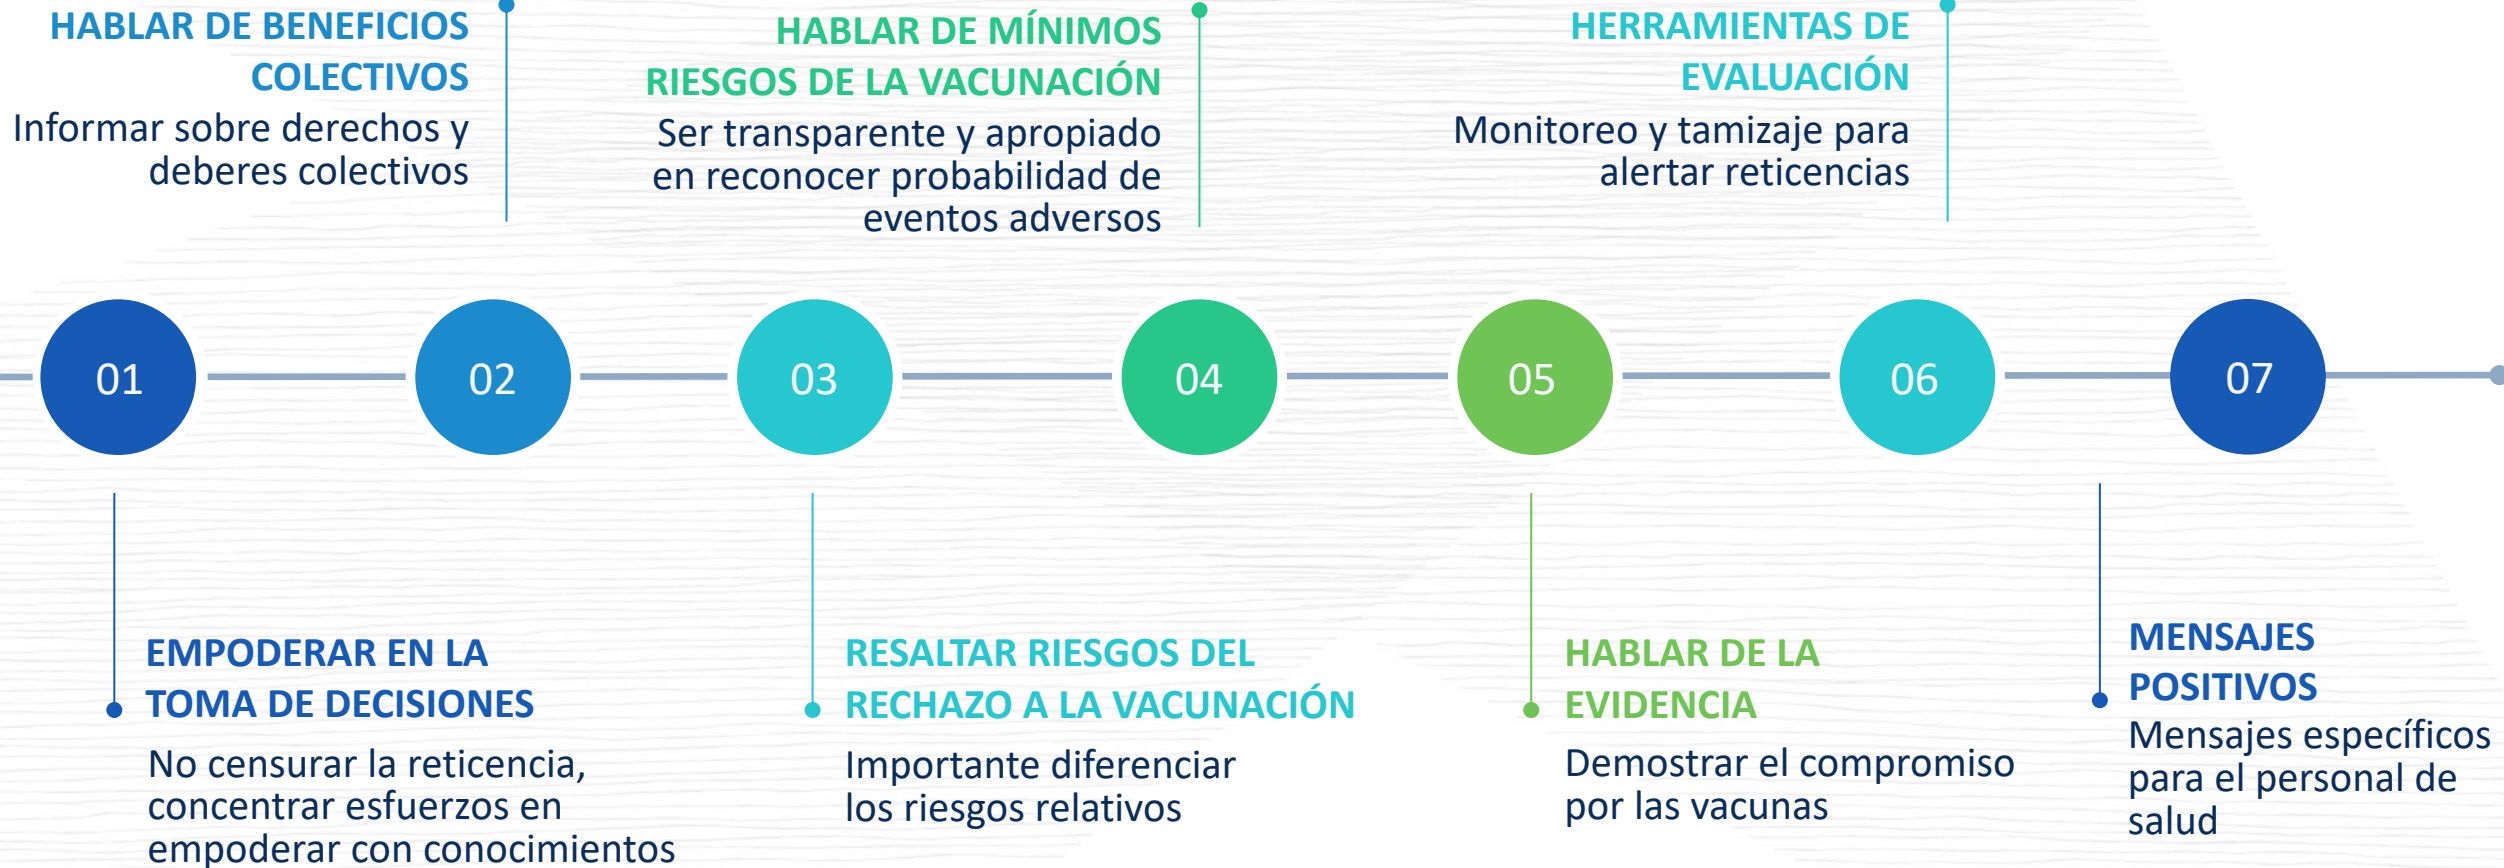 HABLAR DE BENEFICIOS
COLECTIVOS
Informar sobre derechos y
deberes colectivos
HABLAR DE MÍNIMOS
RIESGOS DE LA VACUNACIÓN
Ser transparente y apropiado
en reconocer probabilidad de
eventos adversos
HERRAMIENTAS DE
EVALUACIÓN
Monitoreo y tamizaje para
alertar reticencias
01
02
03
04
05
06
07
EMPODERAR EN LA
TOMA DE DECISIONES
No censurar la reticencia,
concentrar esfuerzos en
empoderar con conocimientos
RESALTAR RIESGOS DEL
RECHAZO A LA VACUNACIÓN
Importante diferenciar
los riesgos relativos
HABLAR DE LA
EVIDENCIA
Demostrar el compromiso
por las vacunas
MENSAJES
POSITIVOS
Mensajes específicos
para el personal de
salud